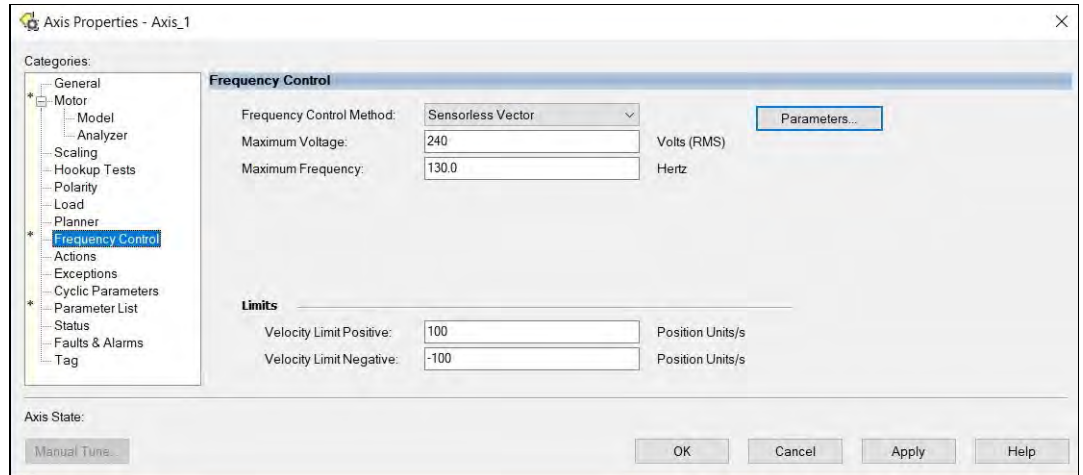 Axis Properties - Axis_1
Categories:
General
* Motor
Model
Analyzer
Scaling
Hookup Tests
Polarity
Load
Planner
* Frequency Control
Actions
Exceptions
Cyclic Parameters
* Parameter List
Status
Faults & Alarms
Tag
Frequency Control
Frequency Control Method: Sensorless Vector Parameters...
Maximum Voltage: 240 Volts (RMS)
Maximum Frequency: 130.0 Hertz
Limits
Velocity Limit Positive: 100 Position Units/s
Velocity Limit Negative: -100 Position Units/s
Axis State:
Manual Tune... OK Cancel Apply Help